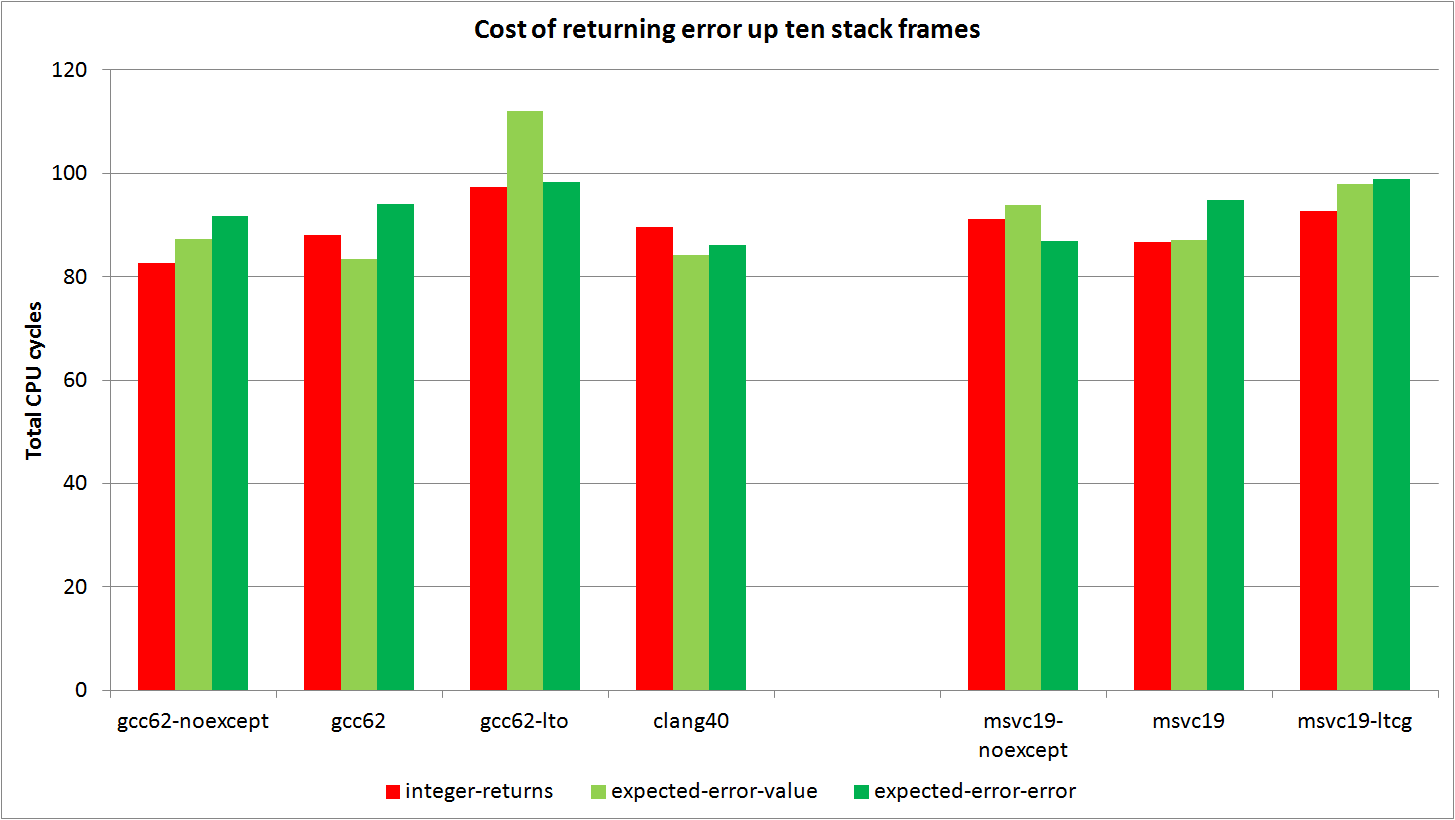 Cost of returning error up ten stack frames
120
100
80
60
40
20
0
Total CPU cycles
gcc62-noexcept gcc62 gcc62-lto clang40 msvc19- msvc19 msvc19-ltcg
noexcept
integer-returns expected-error-value expected-error-error